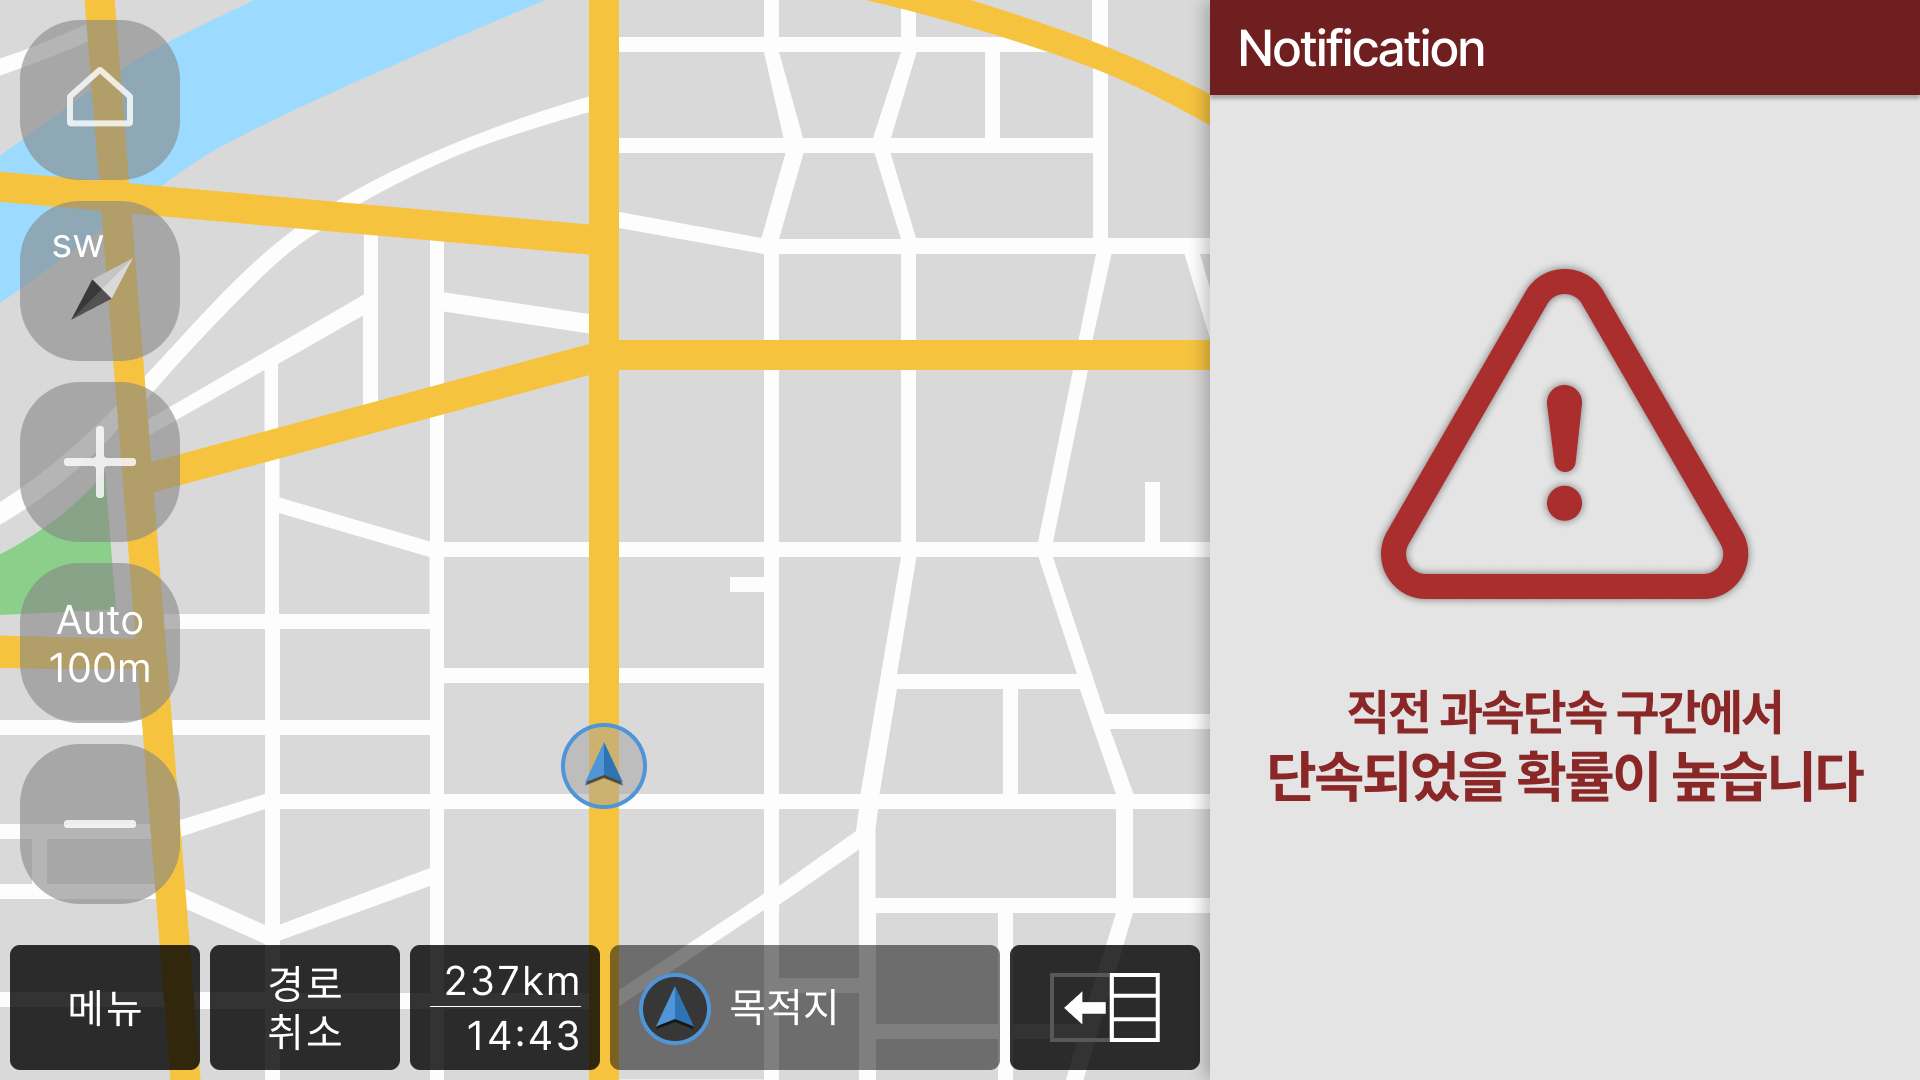 SW
Auto
100m
메뉴
경로
취소
237km
14:43
목적지
Notification
직전 과속단속 구간에서
단속되었을 확률이 높습니다